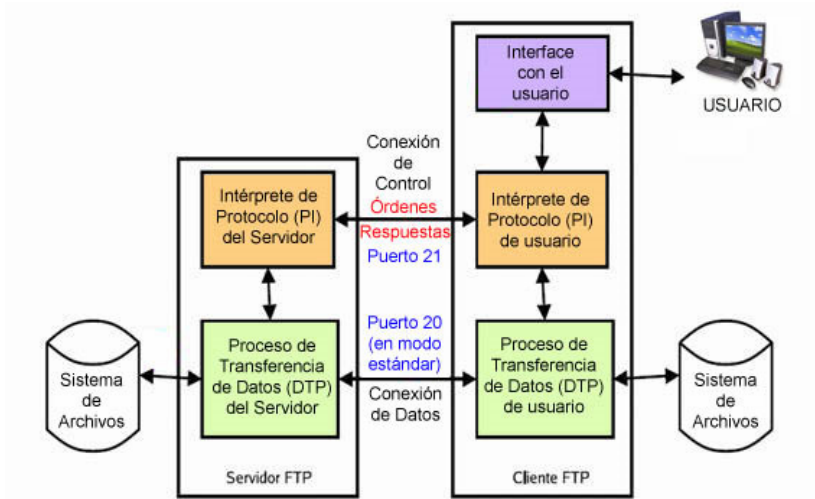 Interface
con el
usuario
USUARIO
Conexión
de
Control
Órdenes
Respuestas
Puerto 21
Intérprete de
Protocolo (PI)
del Servidor
Intérprete de
Protocolo (PI)
de usuario
Puerto 20
(en modo
estándar)
Conexión
de Datos
Sistema
de
Archivos
Proceso de
Transferencia
de Datos (DTP)
del Servidor
Proceso de
Transferencia
de Datos (DTP)
de usuario
Sistema
de
Archivos
Servidor FTP
Cliente FTP